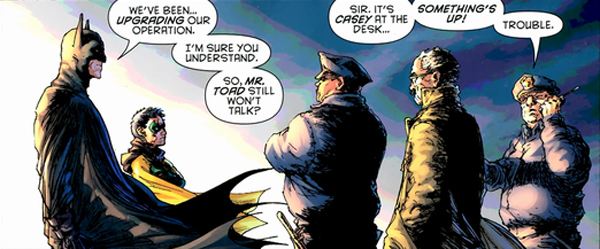 WE'VE BEEN...
UPGRADING OUR
OPERATION.
I'M SURE YOU
UNDERSTAND.
SO, MR.
TOAD STILL
WON'T
TALK?
SIR. IT'S
CASEY AT THE
DESK...
SOMETHING'S
UP!
TROUBLE.